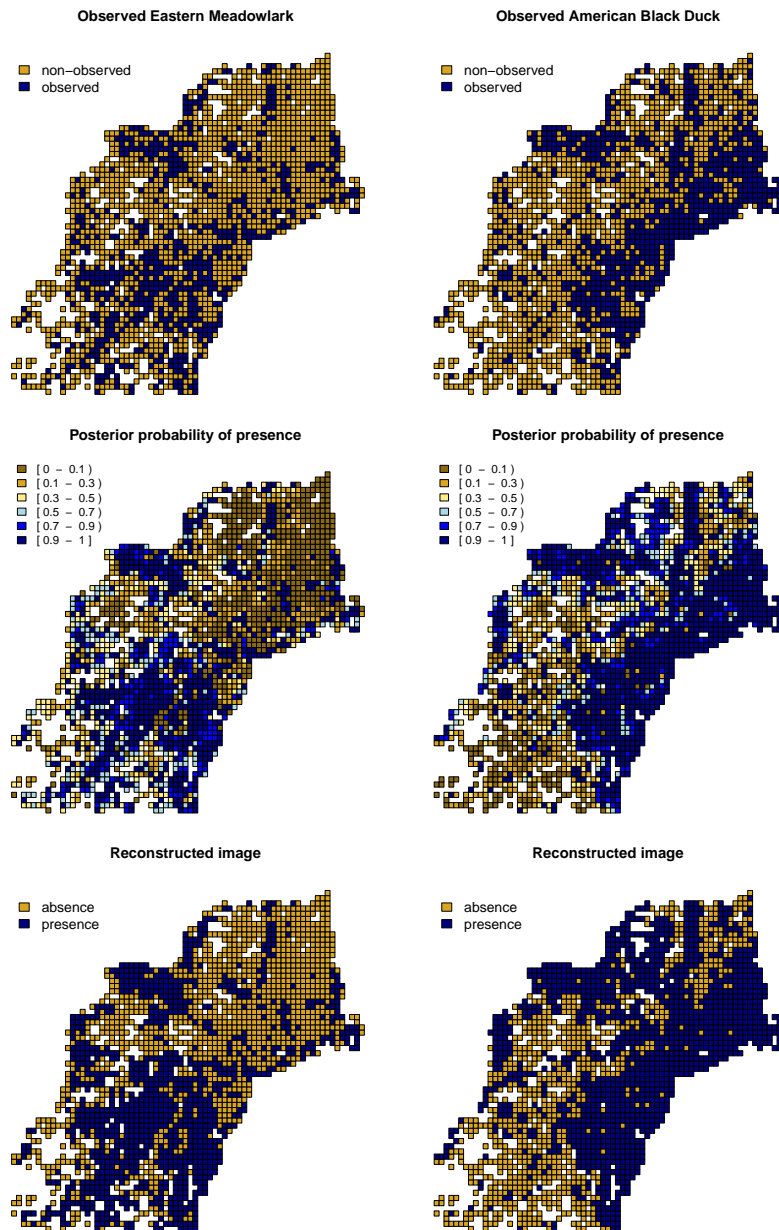 Observed Eastern Meadowlark
non−observed
observed
Observed American Black Duck
non−observed
observed
Posterior probability of presence
[ 0 − 0.1)
[ 0.1 − 0.3)
[ 0.3 − 0.5)
[ 0.5 − 0.7)
[ 0.7 − 0.9)
[ 0.9 − 1]
Posterior probability of presence
[ 0 − 0.1)
[ 0.1 − 0.3)
[ 0.3 − 0.5)
[ 0.5 − 0.7)
[ 0.7 − 0.9)
[ 0.9 − 1]
Reconstructed image
absence
presence
Reconstructed image
absence
presence